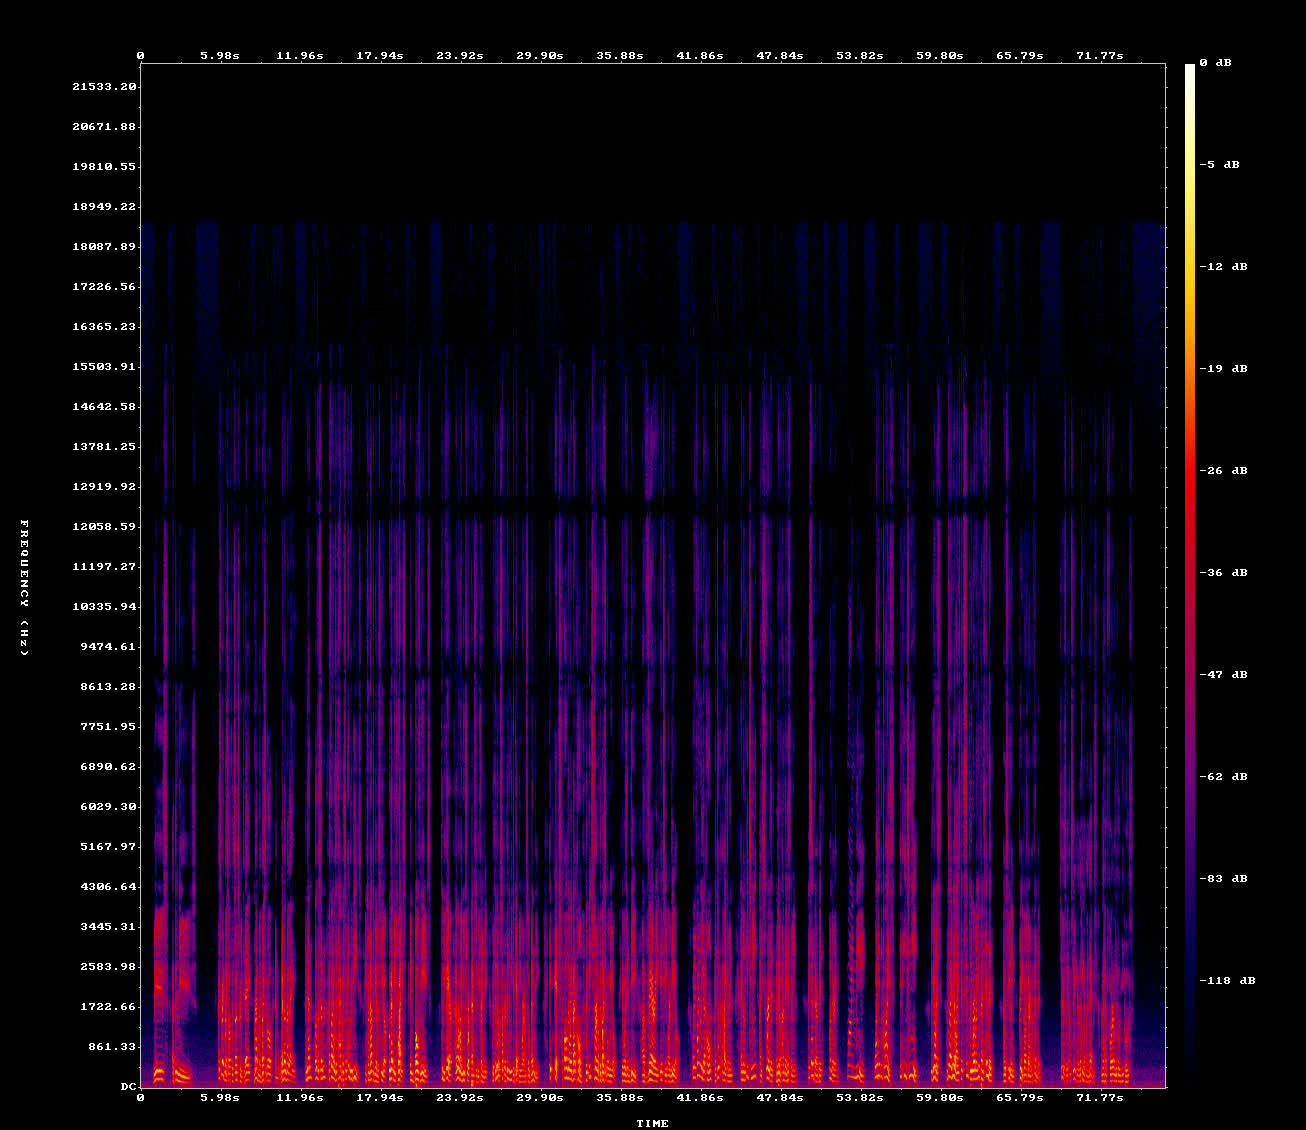 0 5.98s 11.96s 17.94s 23.92s 29.90s 35.88s 41.86s 47.84s 53.82s 59.80s 65.79s 71.77s
21533.20
20671.88
19810.55
18949.22
18087.89
17226.56
16365.23
15503.91
14642.58
13781.25
12919.92
12058.59
11197.27
10335.94
9474.61
8613.28
7751.95
6890.62
6029.30
5167.97
4306.64
3445.31
2583.98
1722.66
861.33
DC
FREQUENCY (Hz)
0 dB
-5 dB
-12 dB
-19 dB
-26 dB
-36 dB
-47 dB
-62 dB
-83 dB
-118 dB
0 5.98s 11.96s 17.94s 23.92s 29.90s 35.88s 41.86s 47.84s 53.82s 59.80s 65.79s 71.77s
TIME